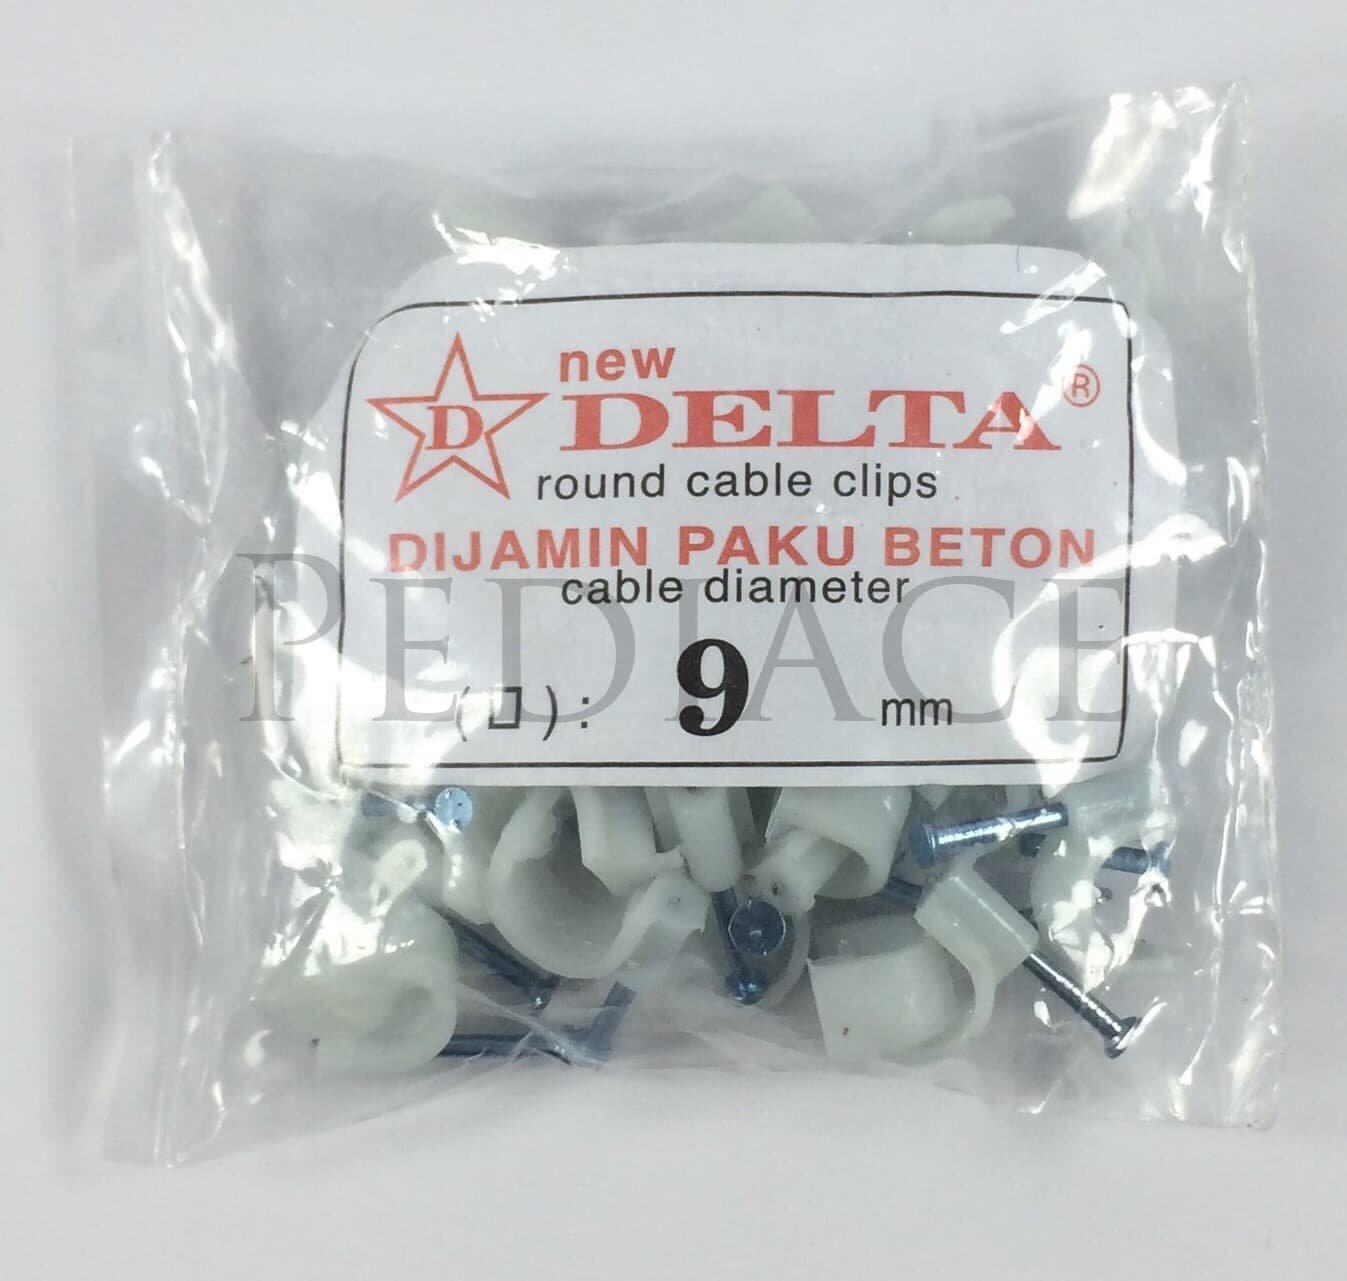 new
D DELTA ®
round cable clips
DIJAMIN PAKU BETON
cable diameter
PEDIACE
( ) : 9 mm